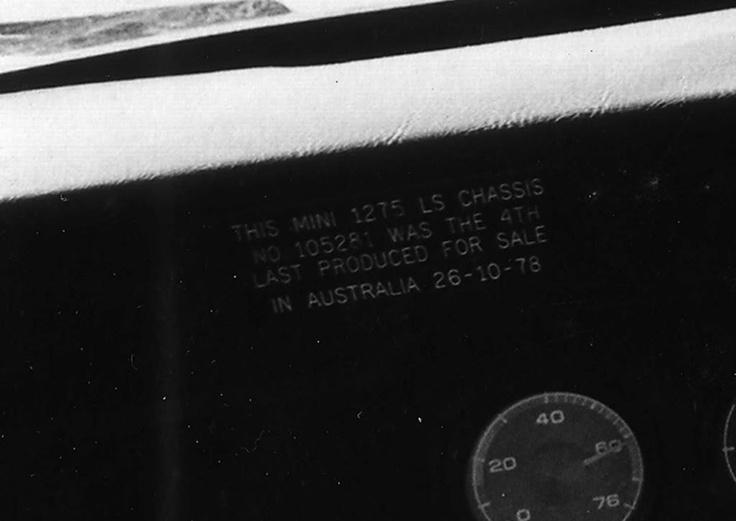 THIS MINI 1275 LS CHASSIS
NO 105281 WAS THE 4TH
LAST PRODUCED FOR SALE
IN AUSTRALIA 26-10-78
40
20
60
0
76